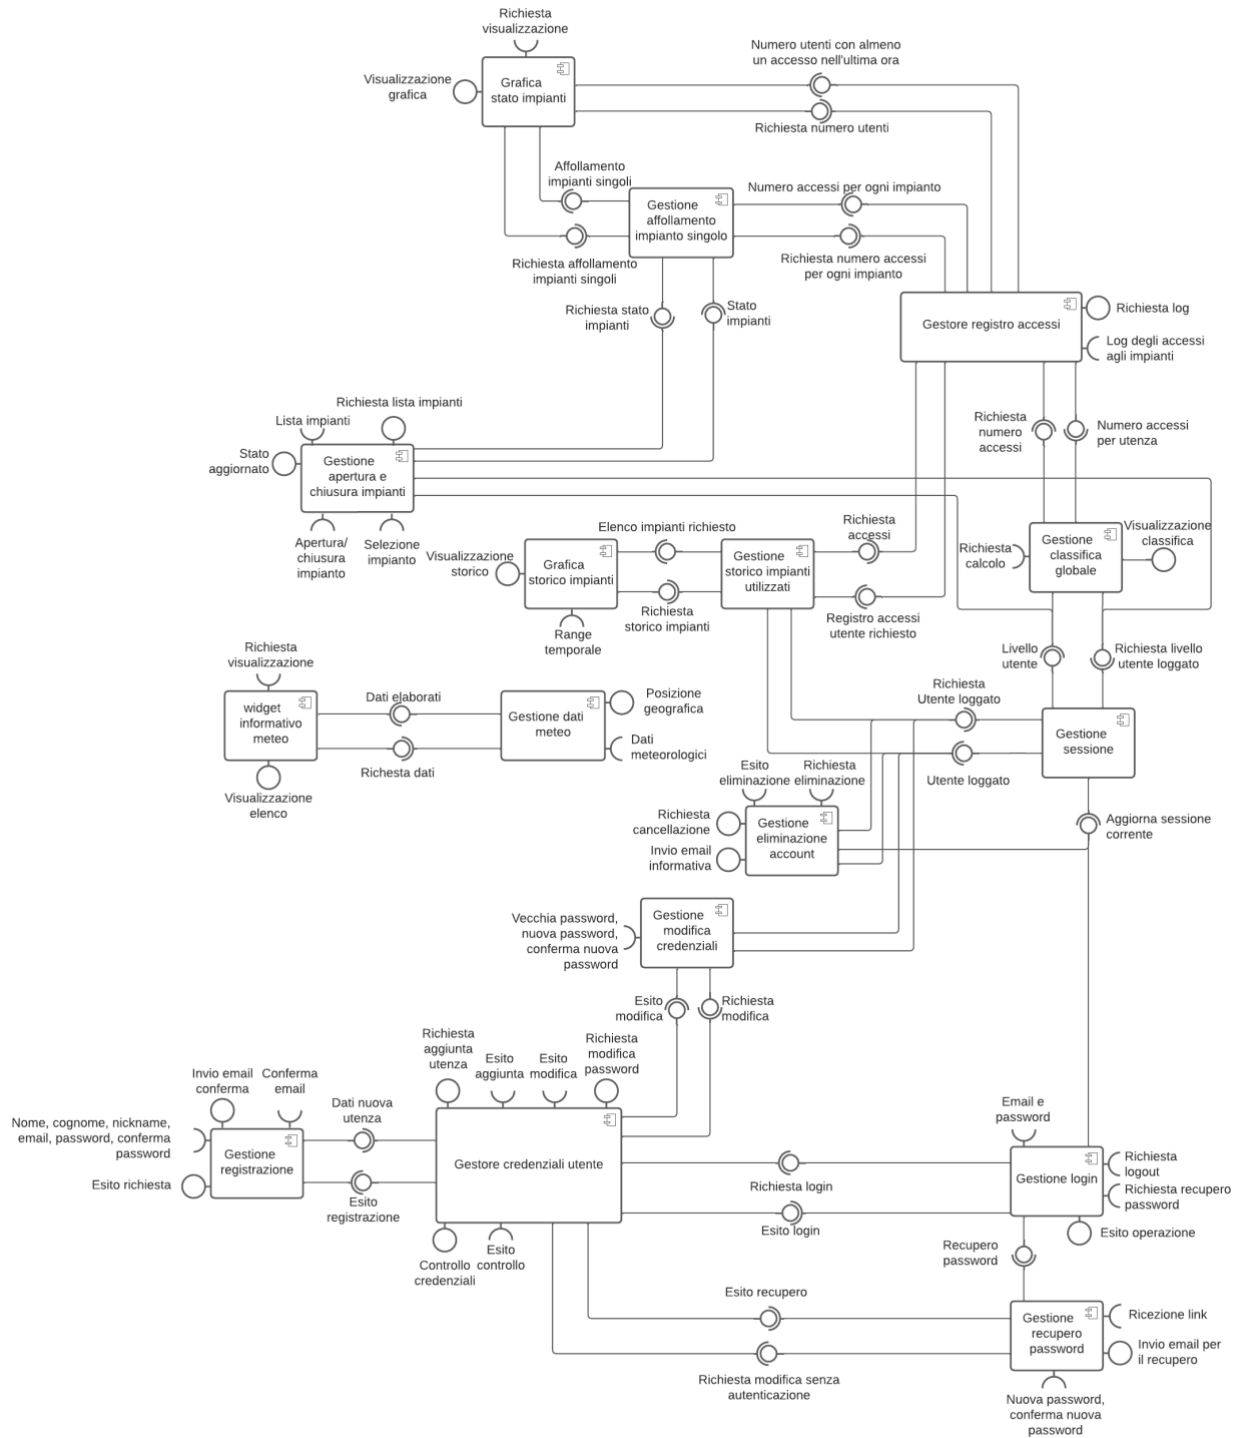 Richiesta
visualizzazione
Numero utenti con almeno
un accesso nell'ultima ora
Visualizzazione
grafica
Grafica
stato impianti
Richiesta numero utenti
Affollamento
impianti singoli
Numero accessi per ogni impianto
Gestione
affollamento
impianto singolo
Richiesta affollamento
impianti singoli
Richiesta numero accessi
per ogni impianto
Richiesta stato
impianti
Stato
impianti
Gestore registro accessi
Richiesta log
Log degli accessi
agli impianti
Richiesta lista impianti
Lista impianti
Stato
aggiornato
Gestione
apertura e
chiusura impianti
Richiesta
numero
accessi
Numero accessi
per utenza
Apertura/
chiusura
impianto
Selezione
impianto
Elenco impianti richiesto
Richiesta
accessi
Visualizzazione
storico
Grafica
storico impianti
Gestione
storico impianti
utilizzati
Richiesta
calcolo
Gestione
classifica
globale
Visualizzazione
classifica
Richiesta
storico impianti
Registro accessi
utente richiesto
Range
temporale
Livello
utente
Richiesta livello
utente loggato
Richiesta
visualizzazione
widget
informativo
meteo
Dati elaborati
Gestione dati
meteo
Posizione
geografica
Dati
meteorologici
Richesta dati
Visualizzazione
elenco
Richiesta
Utente loggato
Gestione
sessione
Utente loggato
Esito
eliminazione
Richiesta
eliminazione
Richiesta
cancellazione
Invio email
informativa
Gestione
eliminazione
account
Aggiorna sessione
corrente
Vecchia password,
nuova password,
conferma nuova
password
Gestione
modifica
credenziali
Esito
modifica
Richiesta
modifica
Richiesta
aggiunta
utenza
Esito
aggiunta
Esito
modifica
Richiesta
modifica
password
Invio email
conferma
Conferma
email
Dati nuova
utenza
Nome, cognome, nickname,
email, password, conferma
password
Esito richiesta
Gestione
registrazione
Esito
registrazione
Gestore credenziali utente
Controllo
credenziali
Esito
controllo
Richiesta login
Esito login
Email e
password
Gestione login
Richiesta
logout
Richiesta recupero
password
Esito operazione
Recupero
password
Esito recupero
Richiesta modifica senza
autenticazione
Gestione
recupero
password
Ricezione link
Invio email per
il recupero
Nuova password,
conferma nuova
password